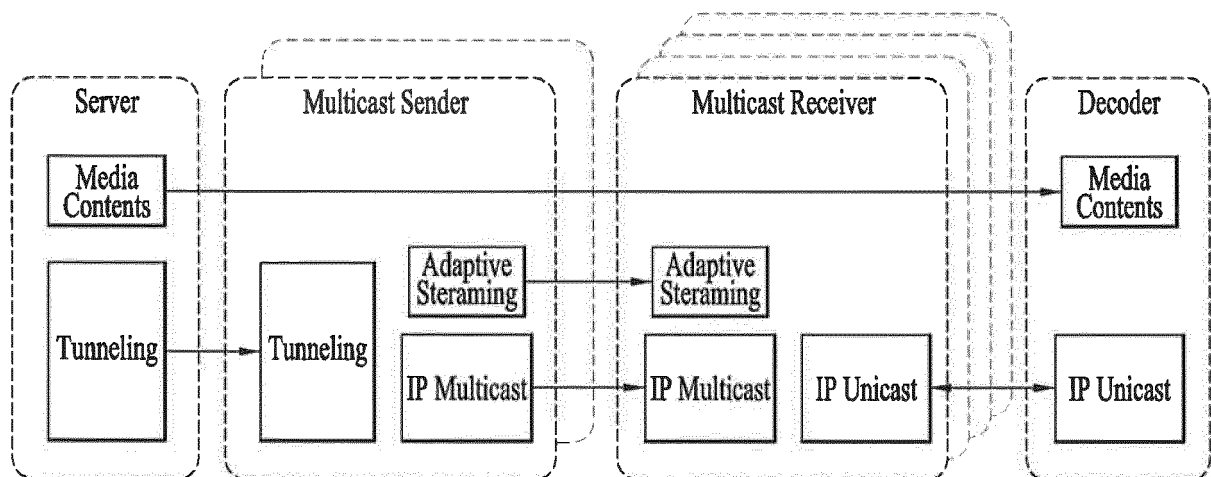 Server
Multicast Sender
Multicast Receiver
Decoder
Media
Contents
Media
Contents
Adaptive
Steraming
Adaptive
Steraming
Tunneling
Tunneling
IP Multicast
IP Multicast
IP Unicast
IP Unicast